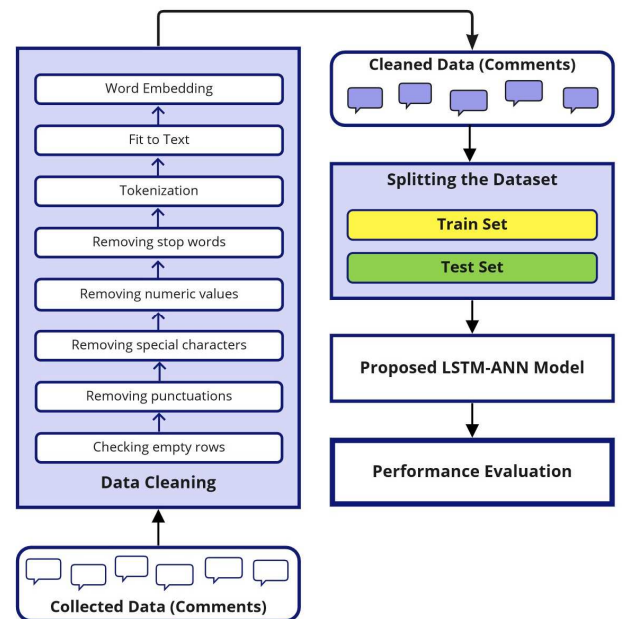 Word Embedding
Fit to Text
Tokenization
Removing stop words
Removing numeric values
Removing special characters
Removing punctuations
Checking empty rows
Data Cleaning
Collected Data (Comments)
Cleaned Data (Comments)
Splitting the Dataset
Train Set
Test Set
Proposed LSTM-ANN Model
Performance Evaluation